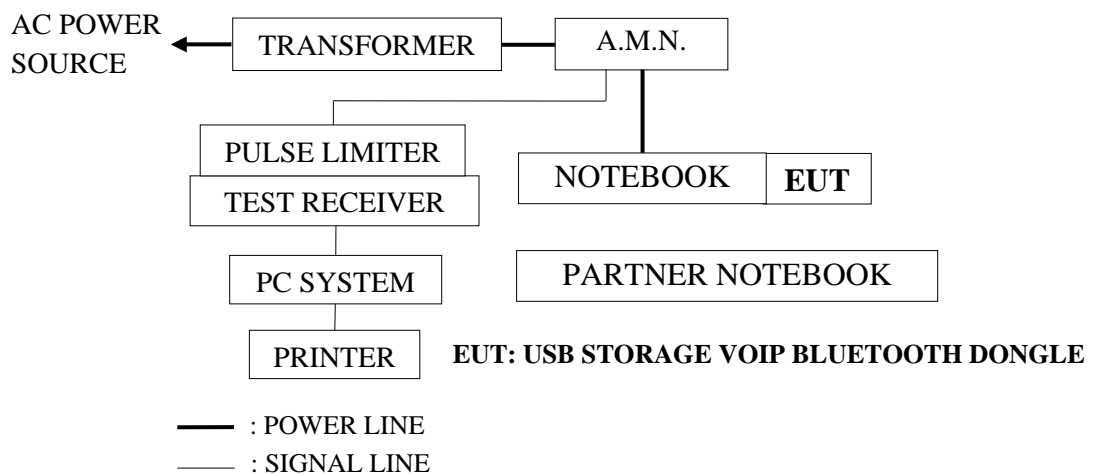 AC POWER
SOURCE
TRANSFORMER
A.M.N.
PULSE LIMITER
TEST RECEIVER
NOTEBOOK
EUT
PC SYSTEM
PARTNER NOTEBOOK
PRINTER
EUT: USB STORAGE VOIP BLUETOOTH DONGLE
: POWER LINE
: SIGNAL LINE